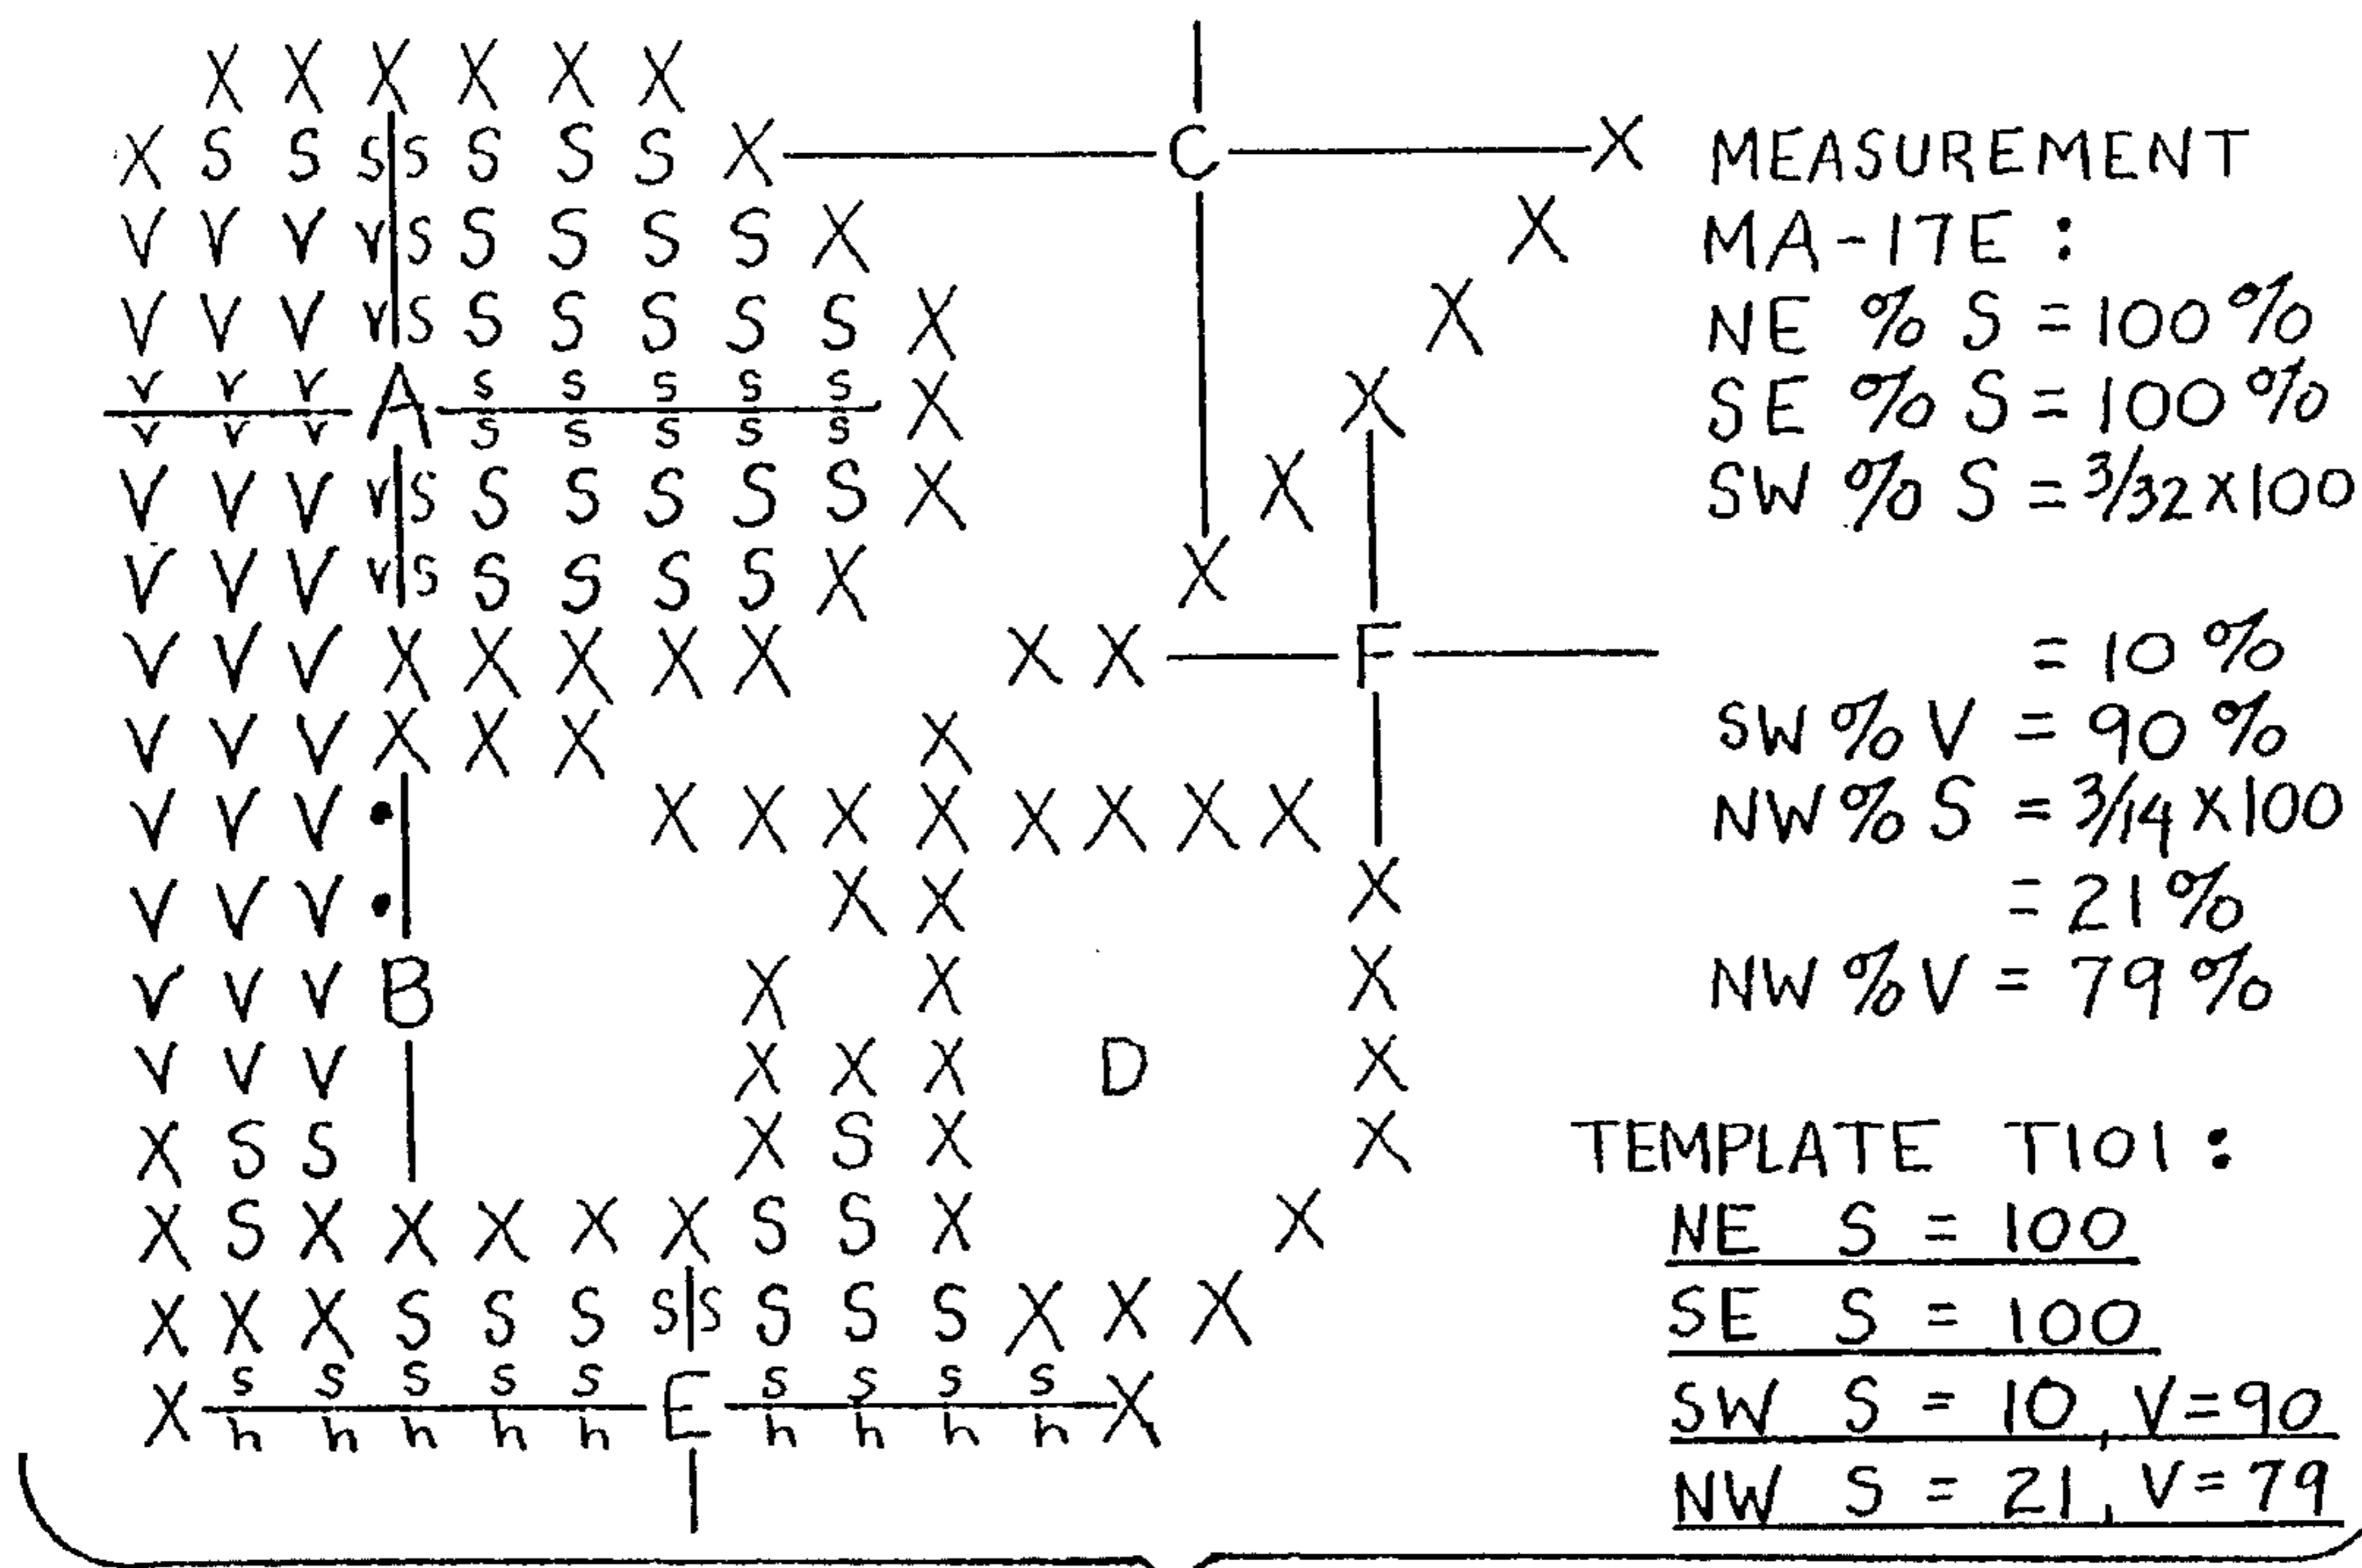 X X X X X X
X S S S S S S S X C X MEASUREMENT
V V V V S S S S S X X MA-17E :
V V V V S S S S S S X X NE % S = 100%
V V V A S S S S S X X SE % S = 100%
V V V S S S S S
V V V V S S S S S S X X SW % S = 3/32 X 100
V V V V S S S S S X X
V V V X X X X X X X F = 10%
V V V X X X X SW % V = 90%
V V V • X X X X X X X X NW % S = 3/14 X 100
V V V • X X X = 21%
V V V B X X X NW % V = 79%
V V V X X X D X
X S S X S X X TEMPLATE T101 :
X S X X X X X S S X X NE S = 100
X X X S S S S S S S S X X X SE S = 100
S S S S S S S S S
X E X SW S = 10, V=90
h h h h h h h h h
NW S = 21, V=79